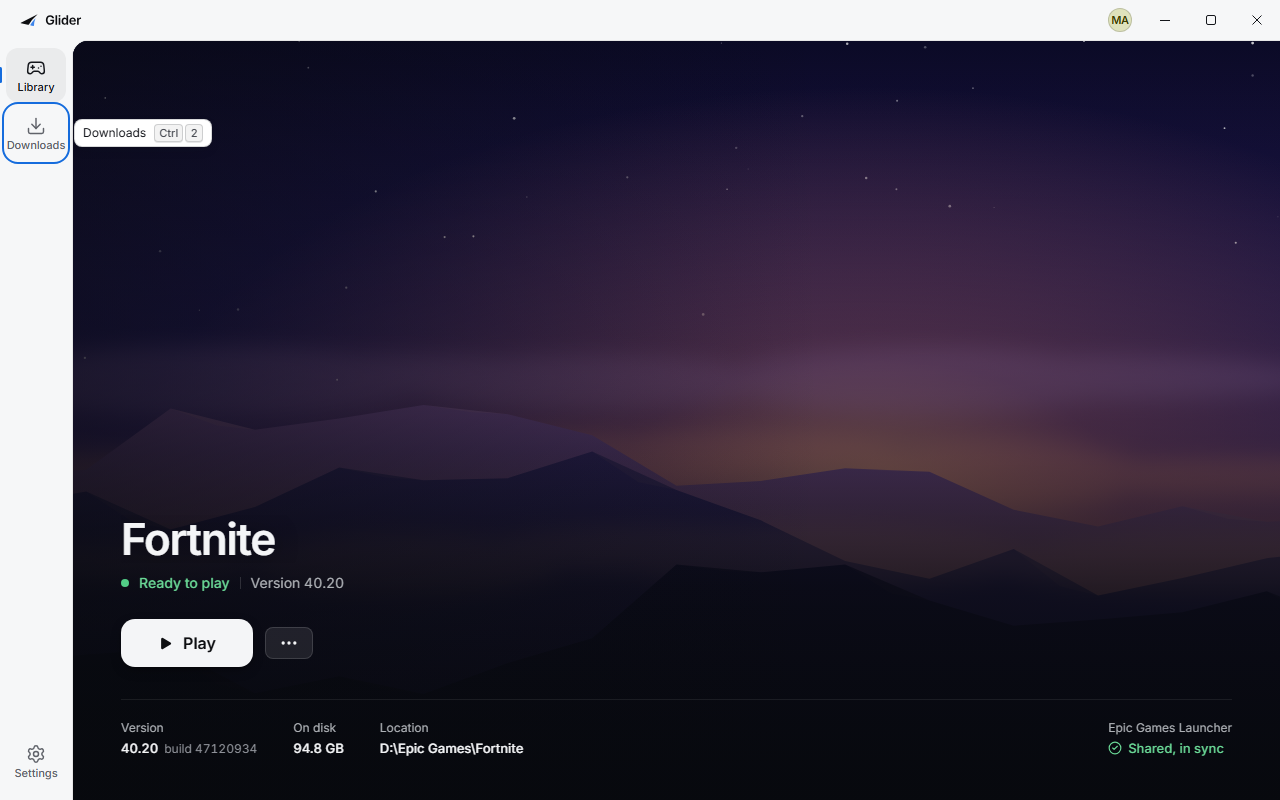 Glider
MA
Library
Downloads
Downloads Ctrl 2
Fortnite
Ready to play Version 40.20
Play
Version
40.20 build 47120934
On disk
94.8 GB
Location
D:\Epic Games\Fortnite
Epic Games Launcher
Shared, in sync
Settings